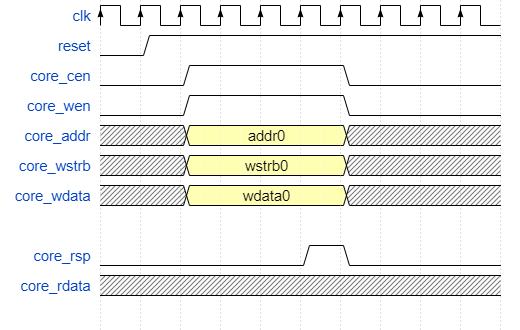 clk
reset
core_cen
core_wen
core_addr addr0
core_wstrb wstrb0
core_wdata wdata0
core_rsp
core_rdata